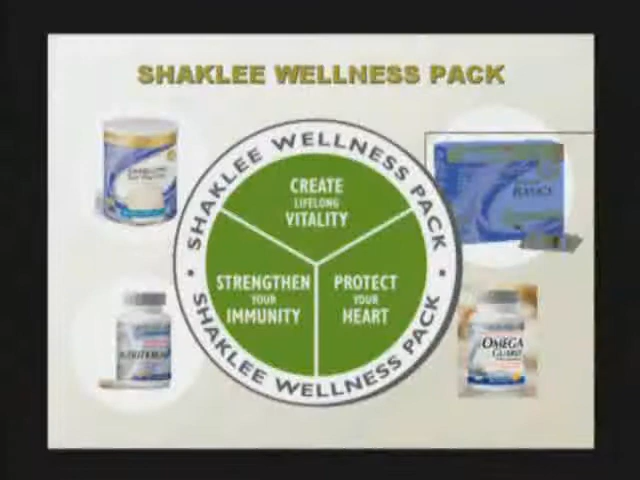 SHAKLEE WELLNESS PACK
SHAKLEE WELLNESS PACK
CREATE
LIFELONG
VITALITY
STRENGTHEN
YOUR
IMMUNITY
PROTECT
YOUR
HEART
SHAKLEE WELLNESS PACK
OMEGA
GUARD